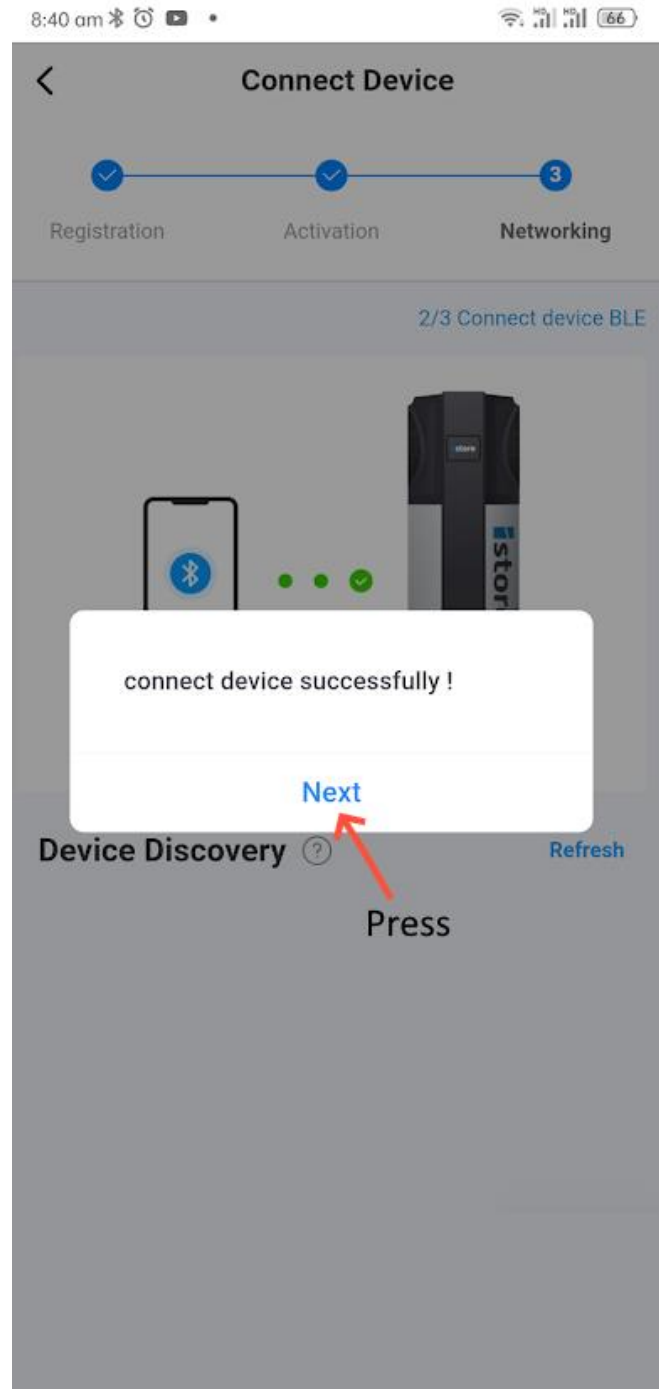 8:40 am
66
Connect Device
3
Registration Activation Networking
2/3 Connect device BLE
store
istor
connect device successfully !
Next
Device Discovery ? Refresh
Press